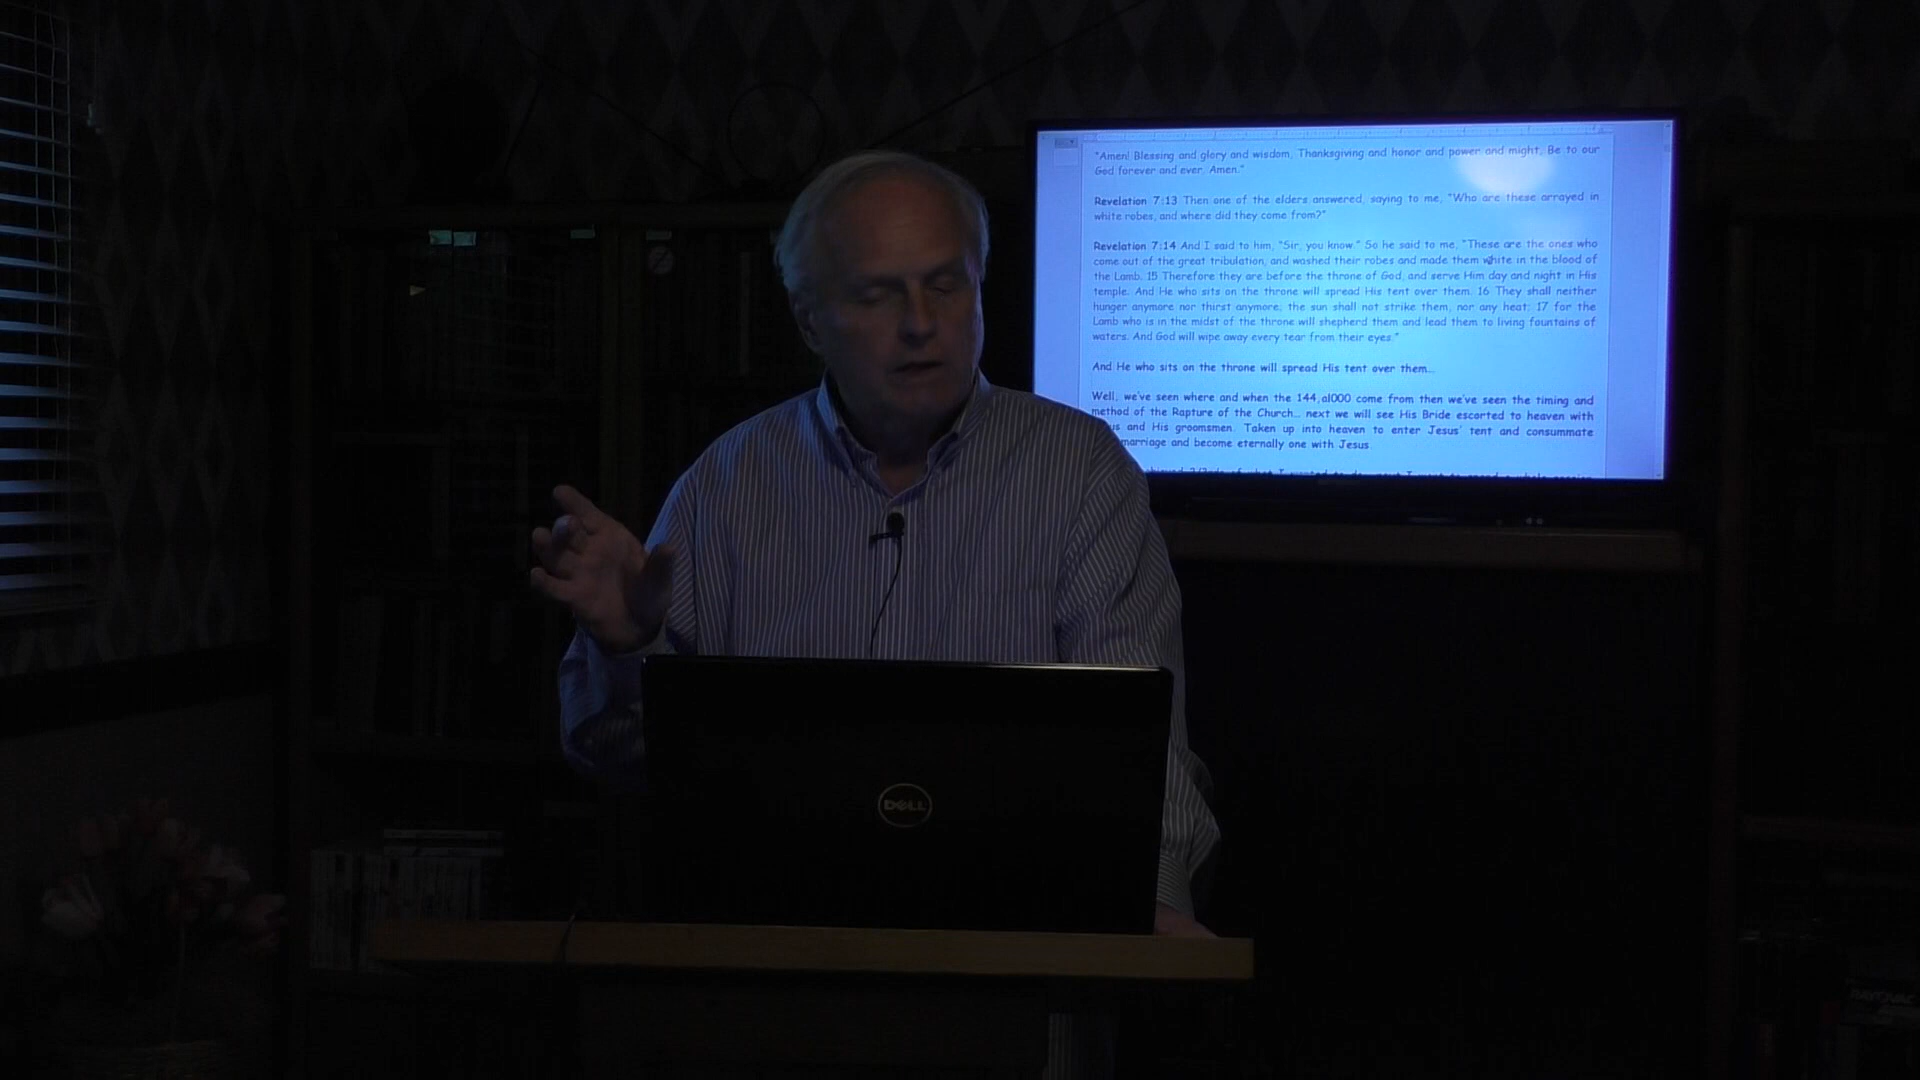 "Amen! Blessing and glory and wisdom, Thanksgiving and honor and power and might, Be to our
God forever and ever. Amen."
Revelation 7:13 Then one of the elders answered, saying to me, "Who are these arrayed in
white robes, and where did they come from?"
Revelation 7:14 And I said to him, "Sir, you know." So he said to me, "These are the ones who
come out of the great tribulation, and washed their robes and made them white in the blood of
the Lamb. 15 Therefore they are before the throne of God, and serve Him day and night in His
temple. And He who sits on the throne will spread His tent over them. 16 They shall neither
hunger anymore nor thirst anymore; the sun shall not strike them, nor any heat; 17 for the
Lamb who is in the midst of the throne will shepherd them and lead them to living fountains of
waters. And God will wipe away every tear from their eyes."
And He who sits on the throne will spread His tent over them...
Well, we've seen where and when the 144,al000 come from then we've seen the timing and
method of the Rapture of the Church... next we will see His Bride escorted to heaven with
us and His groomsmen. Taken up into heaven to enter Jesus' tent and consummate
marriage and become eternally one with Jesus
DELL
RAYOVAC